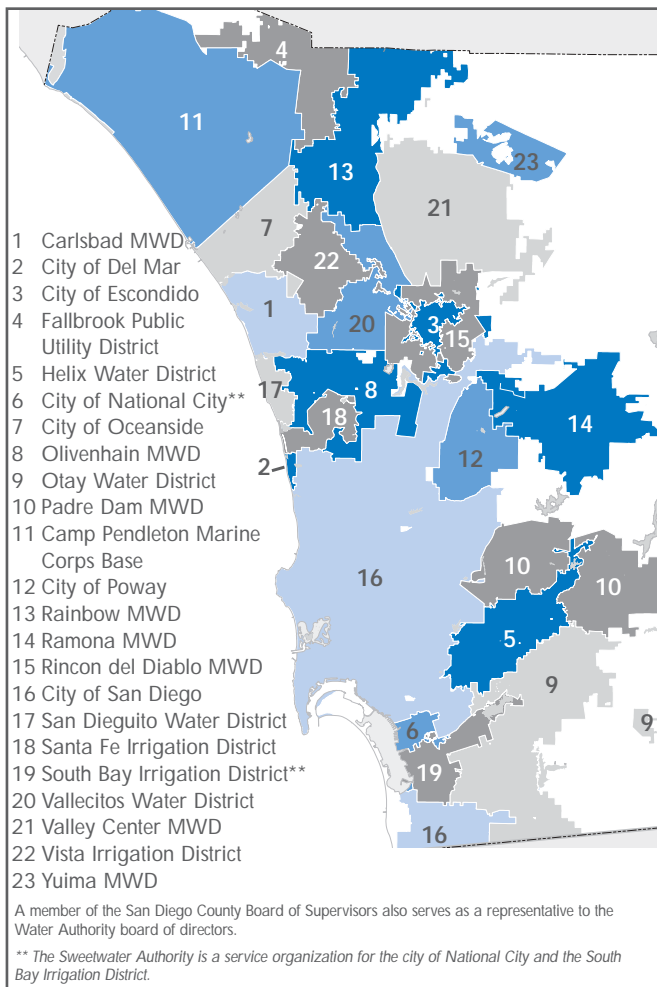 4
11
13
23
21
7
22
1
20
3
15
17
8
18
14
2
12
16
10
10
5
9
9
6
19
16
1 Carlsbad MWD
2 City of Del Mar
3 City of Escondido
4 Fallbrook Public
Utility District
5 Helix Water District
6 City of National City**
7 City of Oceanside
8 Olivenhain MWD
9 Otay Water District
10 Padre Dam MWD
11 Camp Pendleton Marine
Corps Base
12 City of Poway
13 Rainbow MWD
14 Ramona MWD
15 Rincon del Diablo MWD
16 City of San Diego
17 San Dieguito Water District
18 Santa Fe Irrigation District
19 South Bay Irrigation District**
20 Vallecitos Water District
21 Valley Center MWD
22 Vista Irrigation District
23 Yuima MWD
A member of the San Diego County Board of Supervisors also serves as a representative to the
Water Authority board of directors.
** The Sweetwater Authority is a service organization for the city of National City and the South
Bay Irrigation District.